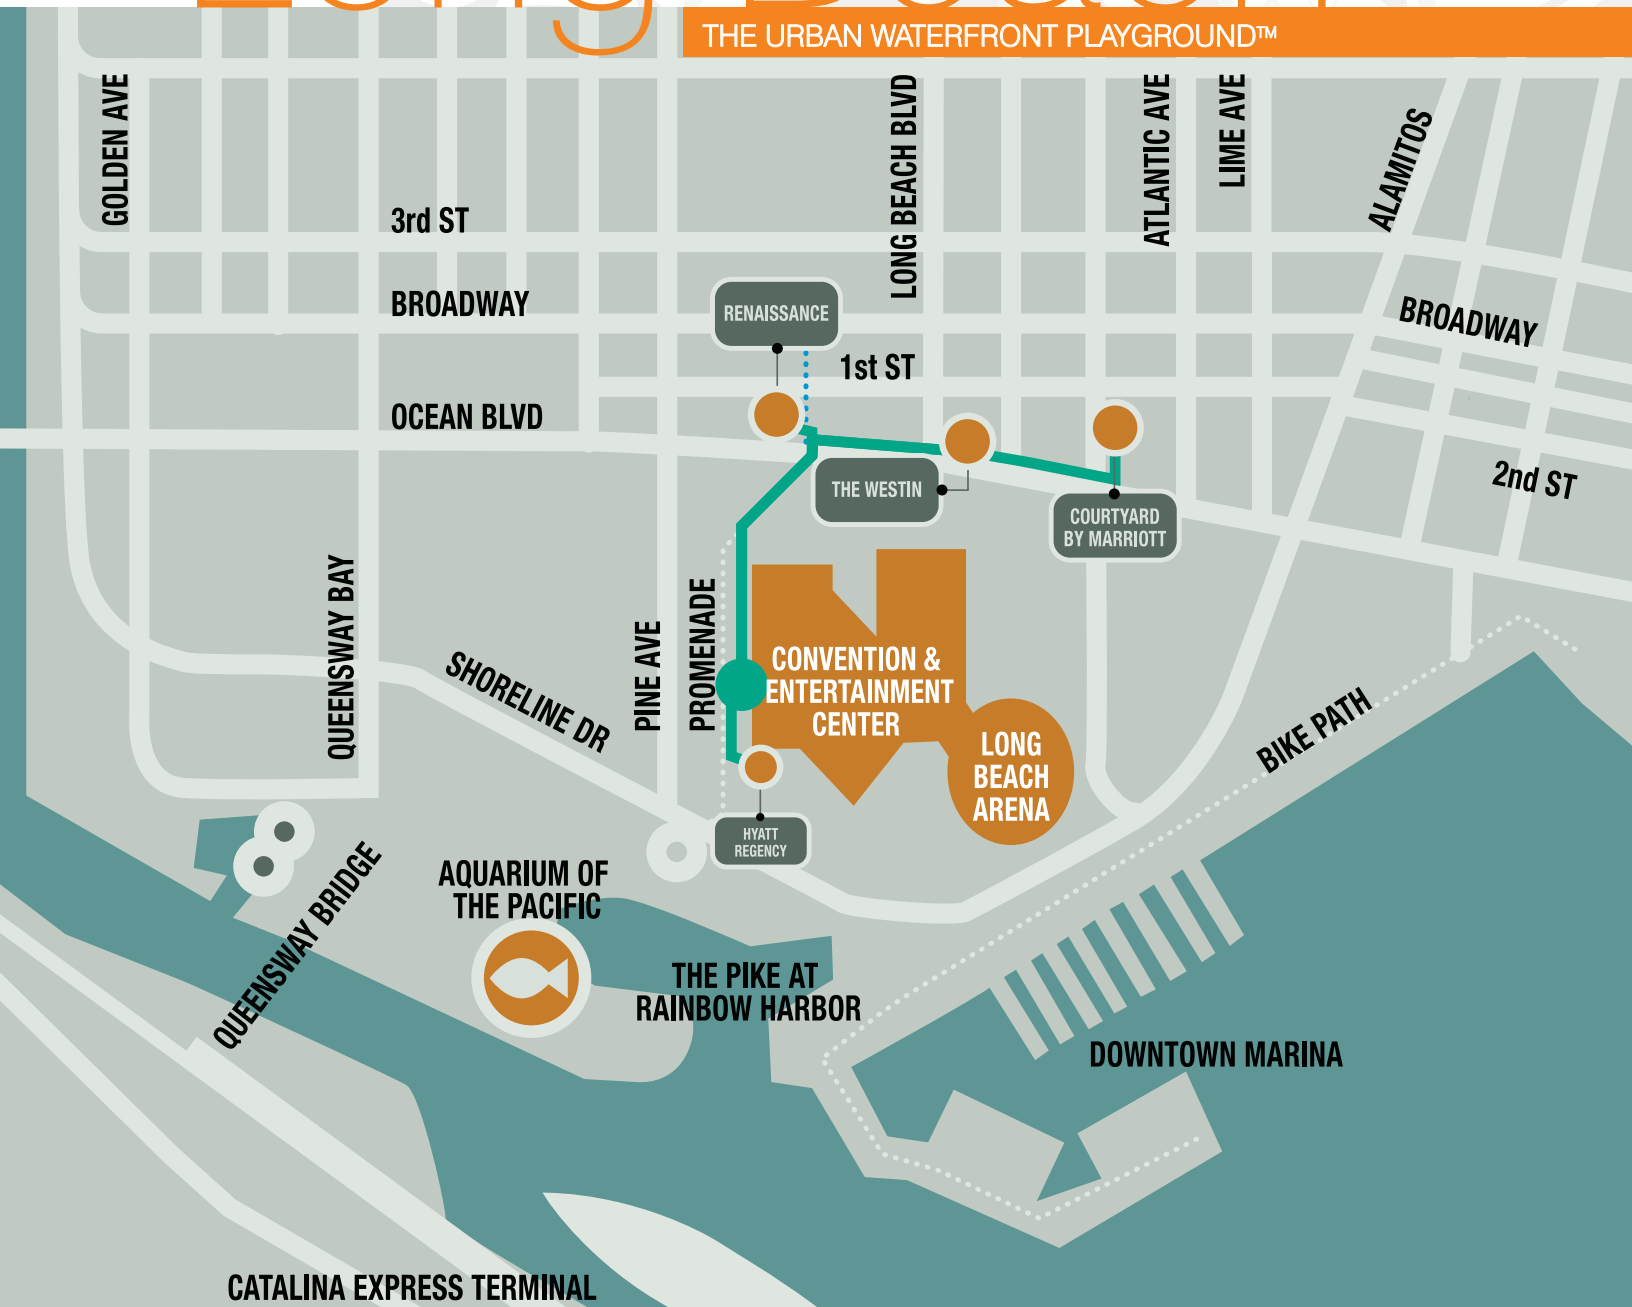 Long Beach
THE URBAN WATERFRONT PLAYGROUND™
GOLDEN AVE
LONG BEACH BLVD
ATLANTIC AVE
LIME AVE
ALAMITOS
3rd ST
BROADWAY
RENAISSANCE
BROADWAY
1st ST
OCEAN BLVD
THE WESTIN
2nd ST
COURTYARD
BY MARRIOTT
QUEENSWAY BAY
SHORELINE DR
PINE AVE
PROMENADE
CONVENTION &
ENTERTAINMENT
CENTER
LONG
BEACH
ARENA
BIKE PATH
HYATT
REGENCY
QUEENSWAY BRIDGE
AQUARIUM OF
THE PACIFIC
THE PIKE AT
RAINBOW HARBOR
DOWNTOWN MARINA
CATALINA EXPRESS TERMINAL